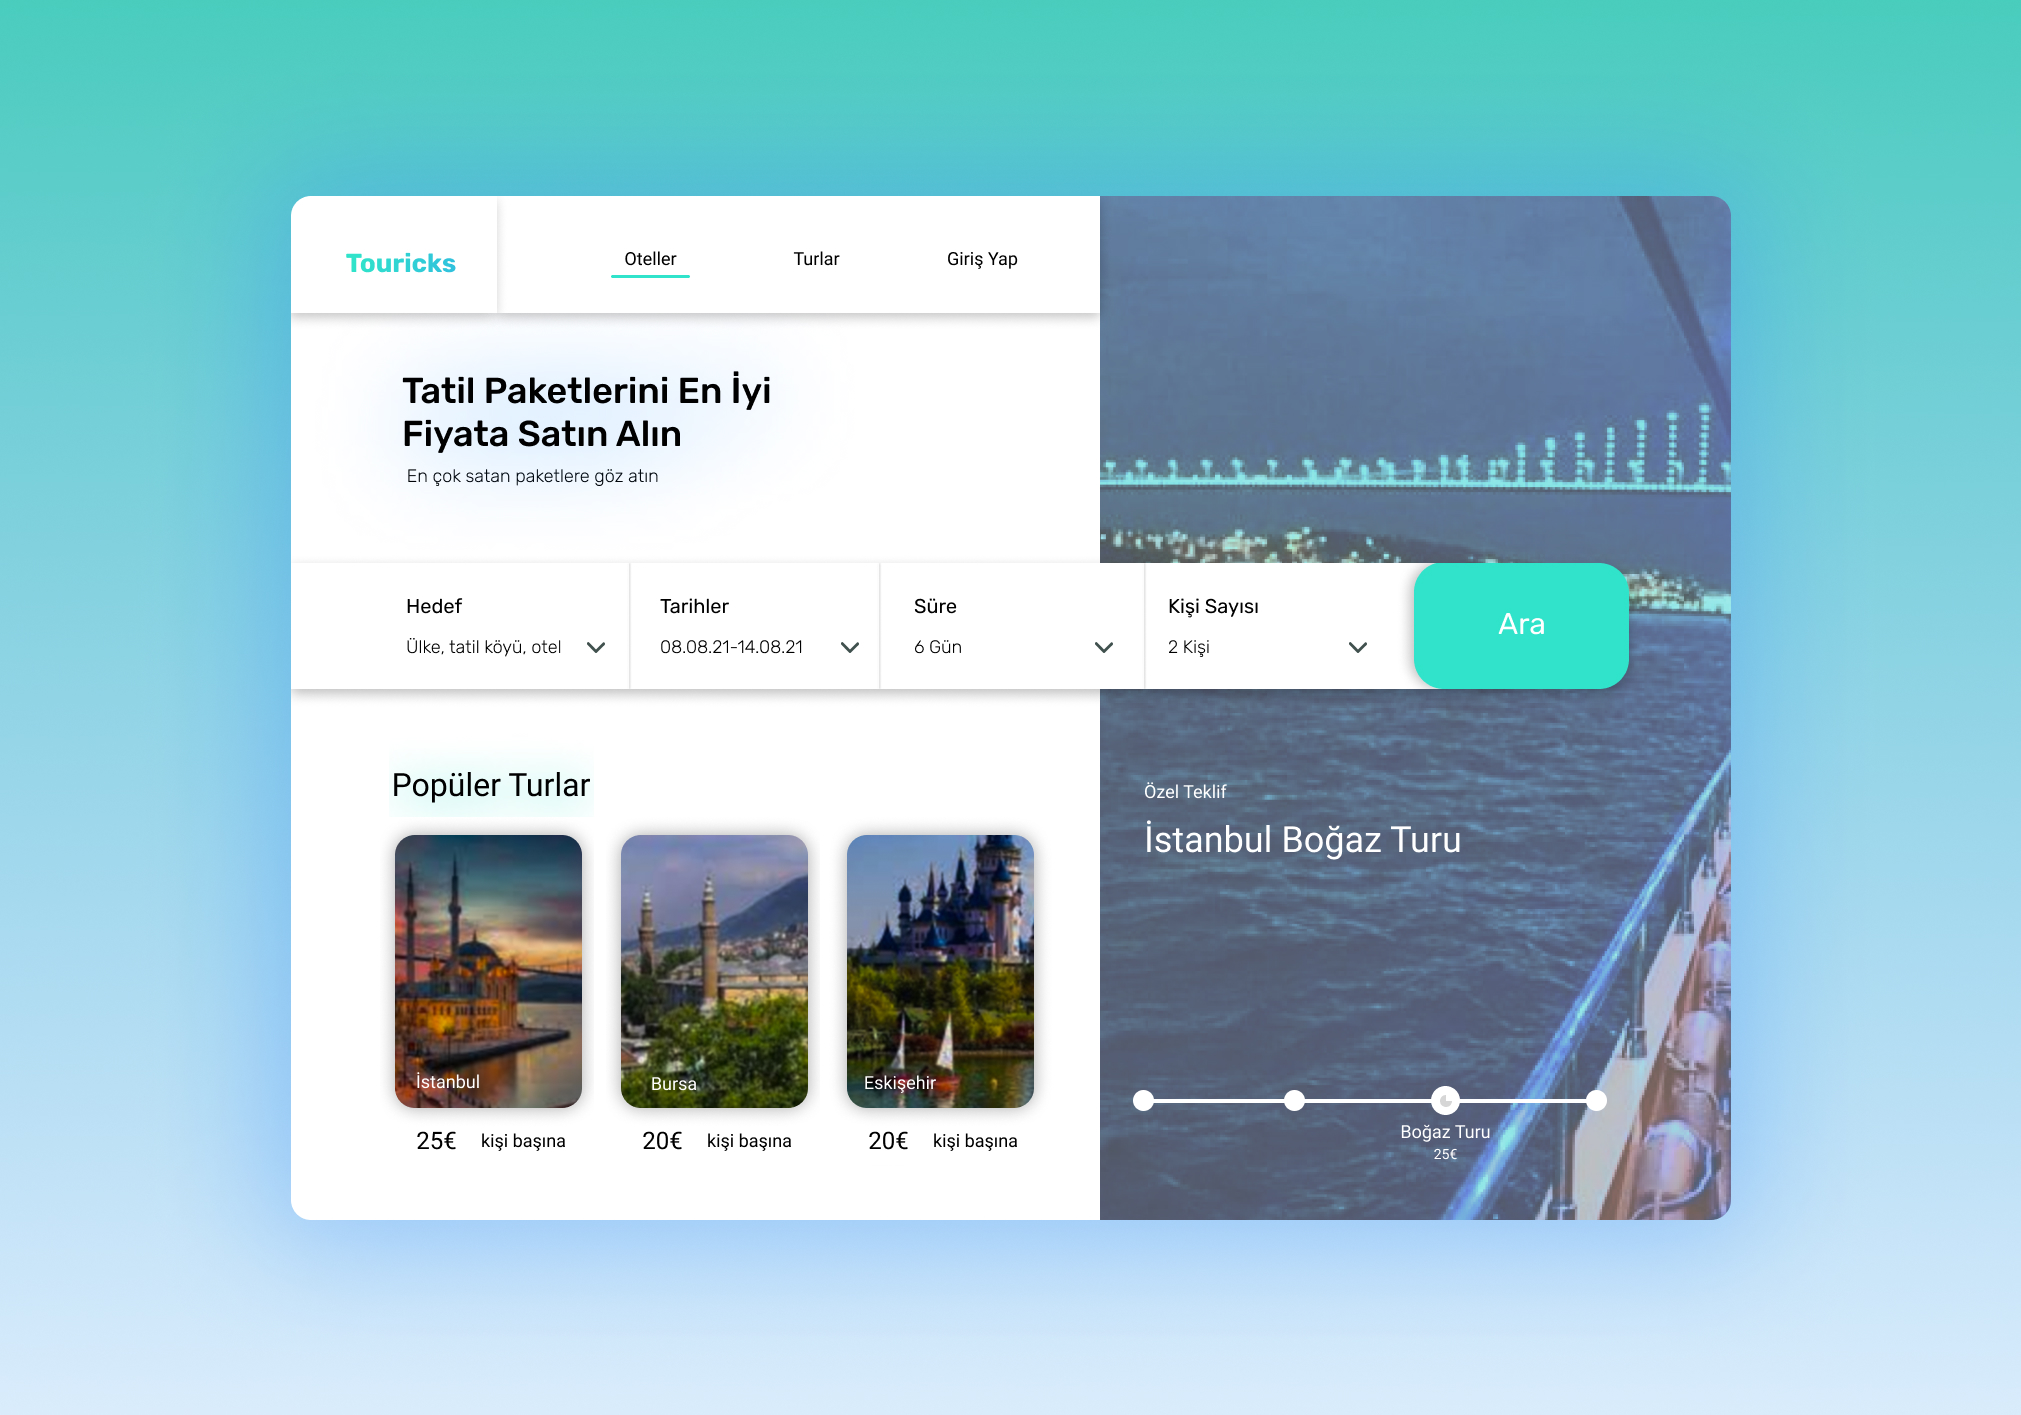 Touricks
Oteller
Turlar
Giriş Yap
Tatil Paketlerini En İyi
Fiyata Satın Alın
En çok satan paketlere göz atın
Hedef
Ülke, tatil köyü, otel
Tarihler
08.08.21-14.08.21
Süre
6 Gün
Kişi Sayısı
2 Kişi
Ara
Popüler Turlar
İstanbul
25€ kişi başına
Bursa
20€ kişi başına
Eskişehir
20€ kişi başına
Özel Teklif
İstanbul Boğaz Turu
Boğaz Turu
25€